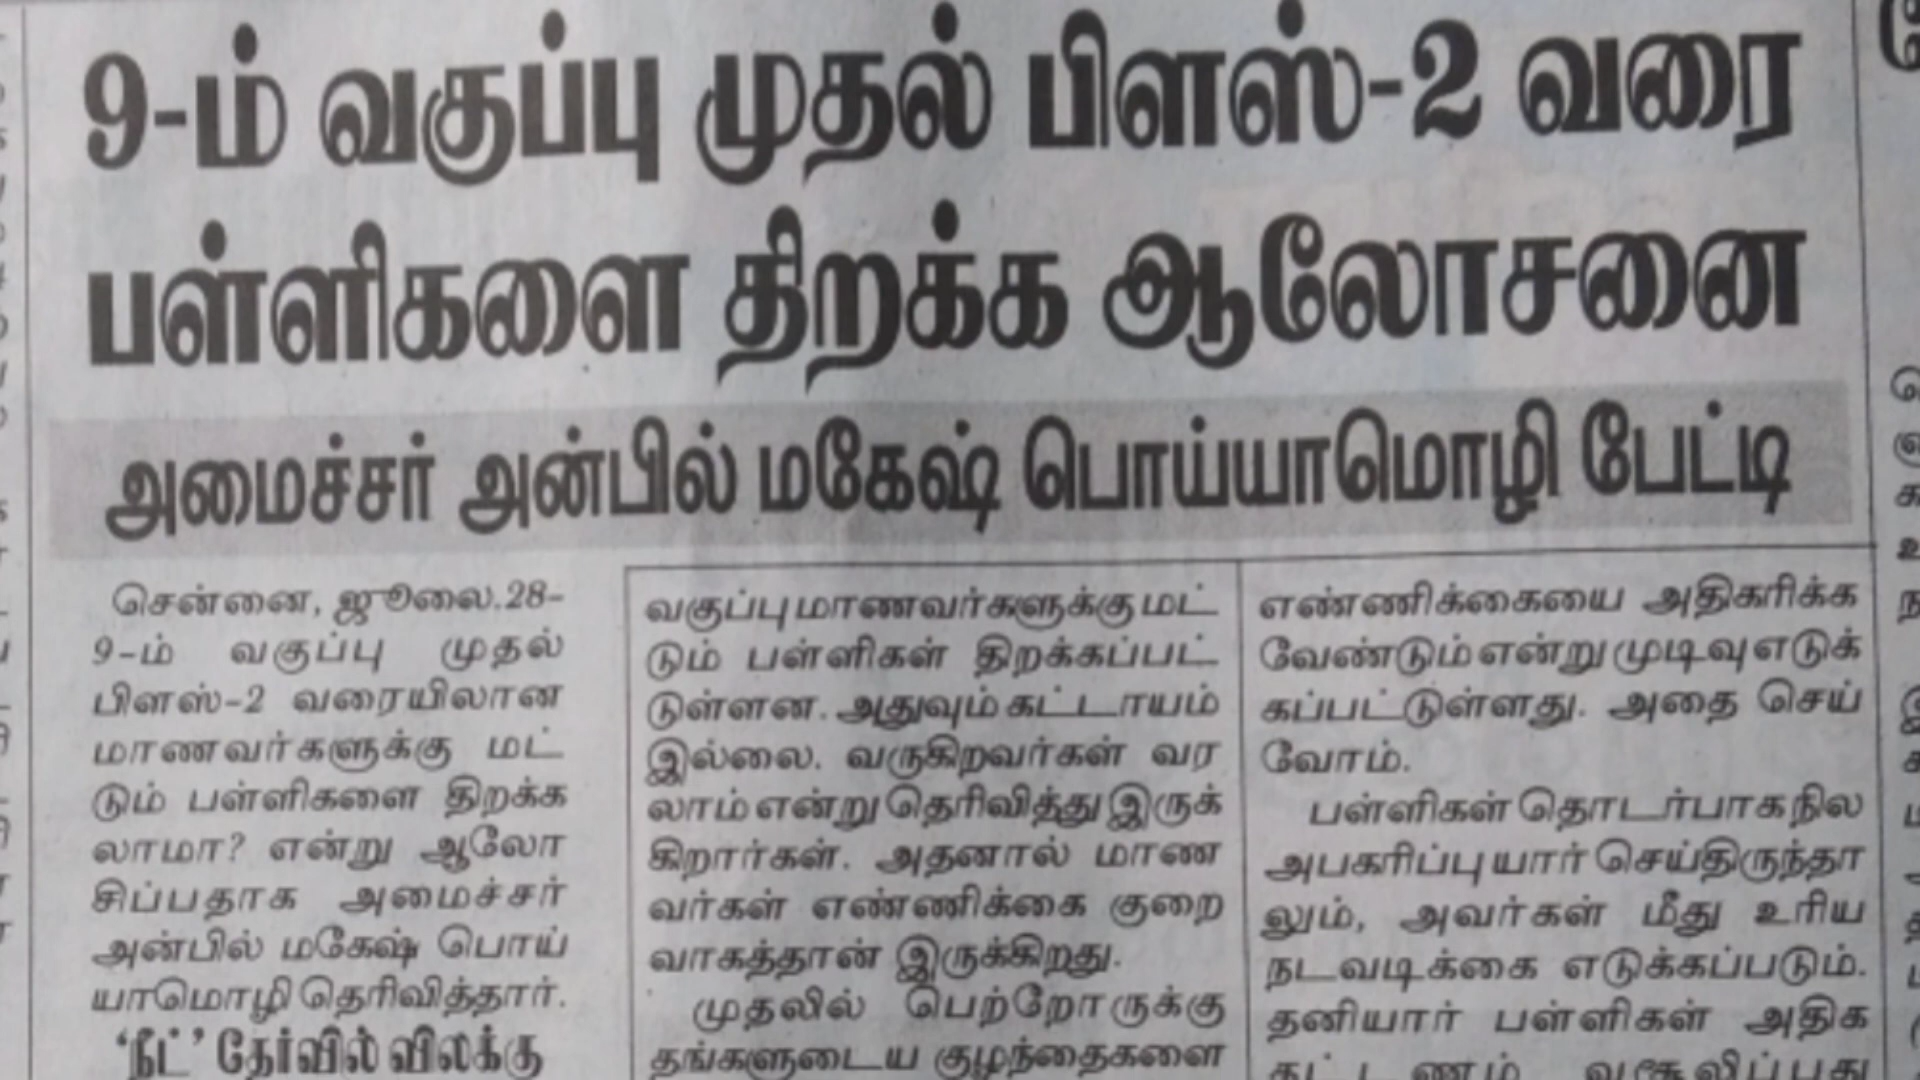 9-ம் வகுப்பு முதல் பிளஸ்-2 வரை
பள்ளிகளை திறக்க ஆலோசனை
அமைச்சர் அன்பில் மகேஷ் பொய்யாமொழி பேட்டி
சென்னை, ஜூலை.28-
9-ம் வகுப்பு முதல்
பிளஸ்-2 வரையிலான
மாணவர்களுக்கு மட்
டும் பள்ளிகளை திறக்க
லாமா? என்று ஆலோ
சிப்பதாக அமைச்சர்
அன்பில் மகேஷ் பொய்
யாமொழி தெரிவித்தார்.
'நீட்' தேர்வில் விலக்கு
வகுப்பு மாணவர்களுக்கு மட்
டும் பள்ளிகள் திறக்கப்பட்
டுள்ளன. அதுவும் கட்டாயம்
இல்லை. வருகிறவர்கள் வர
லாம் என்று தெரிவித்து இருக்
கிறார்கள். அதனால் மாண
வர்கள் எண்ணிக்கை குறை
வாகத்தான் இருக்கிறது.
முதலில் பெற்றோருக்கு
தங்களுடைய குழந்தைகளை
எண்ணிக்கையை அதிகரிக்க
வேண்டும் என்று முடிவு எடுக்
கப்பட்டுள்ளது. அதை செய்
வோம்.
பள்ளிகள் தொடர்பாக நில
அபகரிப்பு யார் செய்திருந்தா
லும், அவர்கள் மீது உரிய
நடவடிக்கை எடுக்கப்படும்.
தனியார் பள்ளிகள் அதிக
கட்டணம் வசூலிப்பது